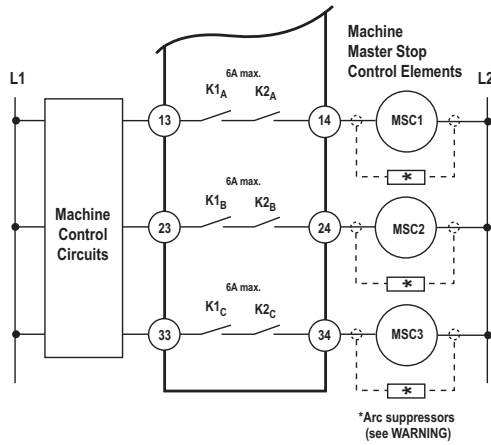 Machine
Master Stop
Control Elements
L1
L2
6A max.
K1A K2A
13
14
MSC1
*
Machine
Control
Circuits
6A max.
K1B K2B
23
24
MSC2
*
6A max.
K1C K2C
33
34
MSC3
*
*Arc suppressors
(see WARNING)